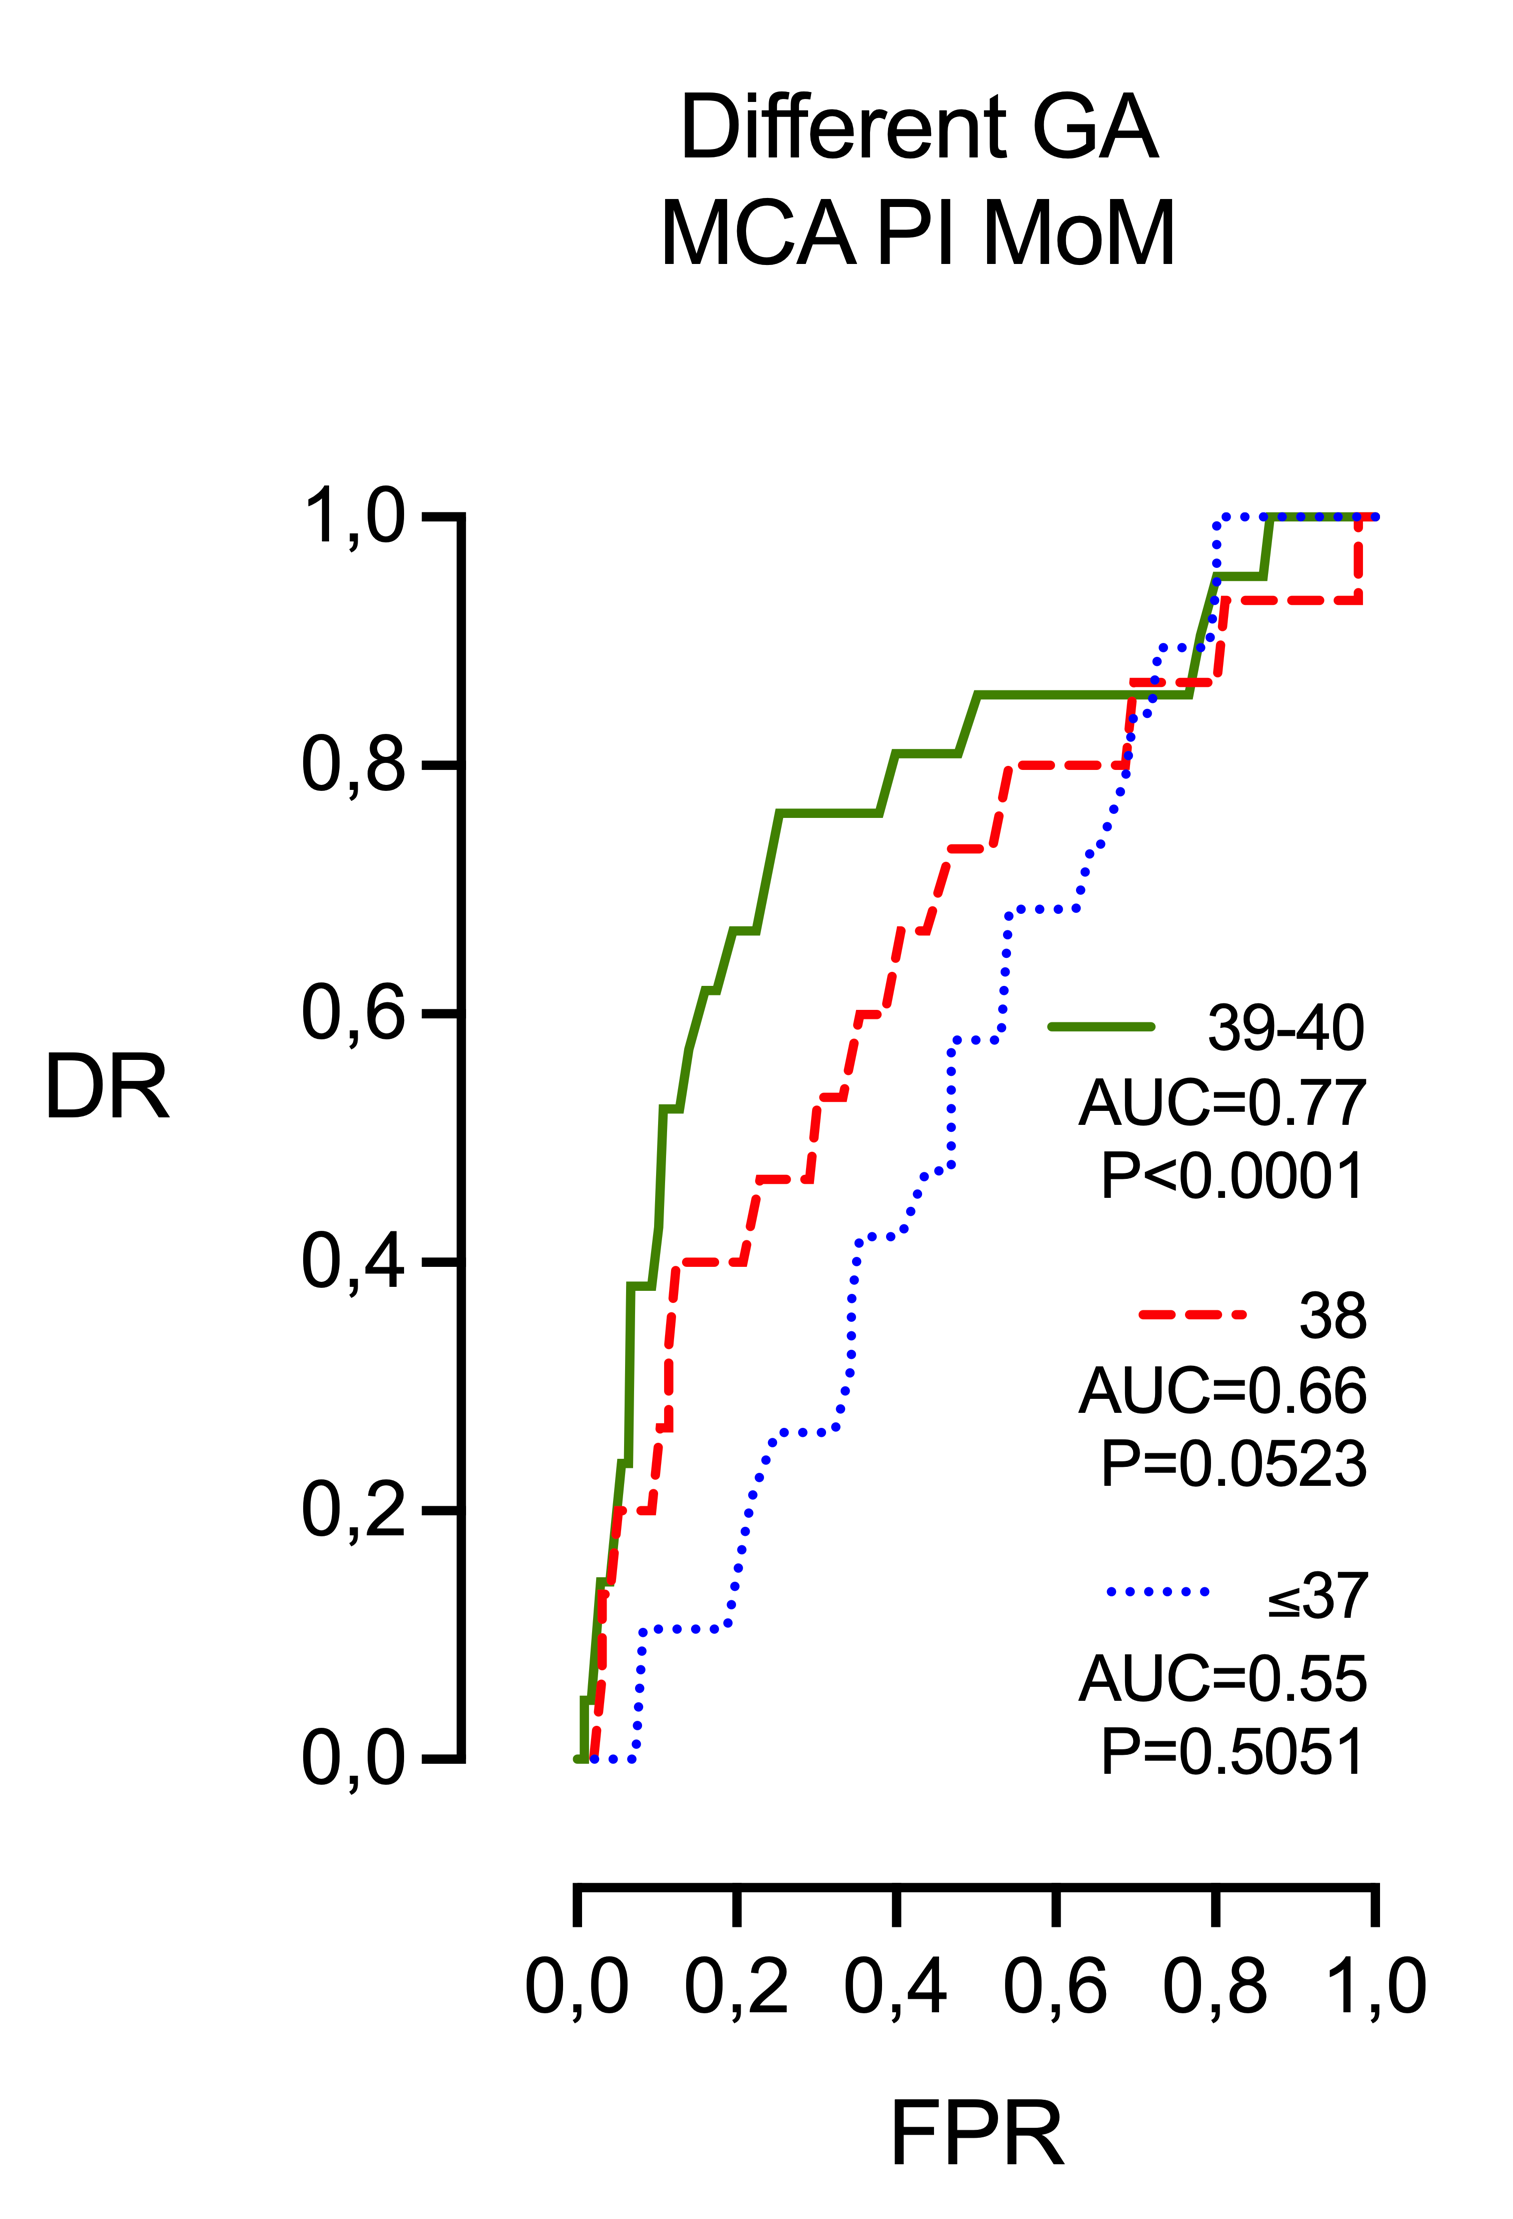 Different GA
MCA PI MoM
1,0
0,8
0,6
0,4
0,2
0,0
DR
39-40
AUC=0.77
P<0.0001
38
AUC=0.66
P=0.0523
≤37
AUC=0.55
P=0.5051
0,0 0,2 0,4 0,6 0,8 1,0
FPR